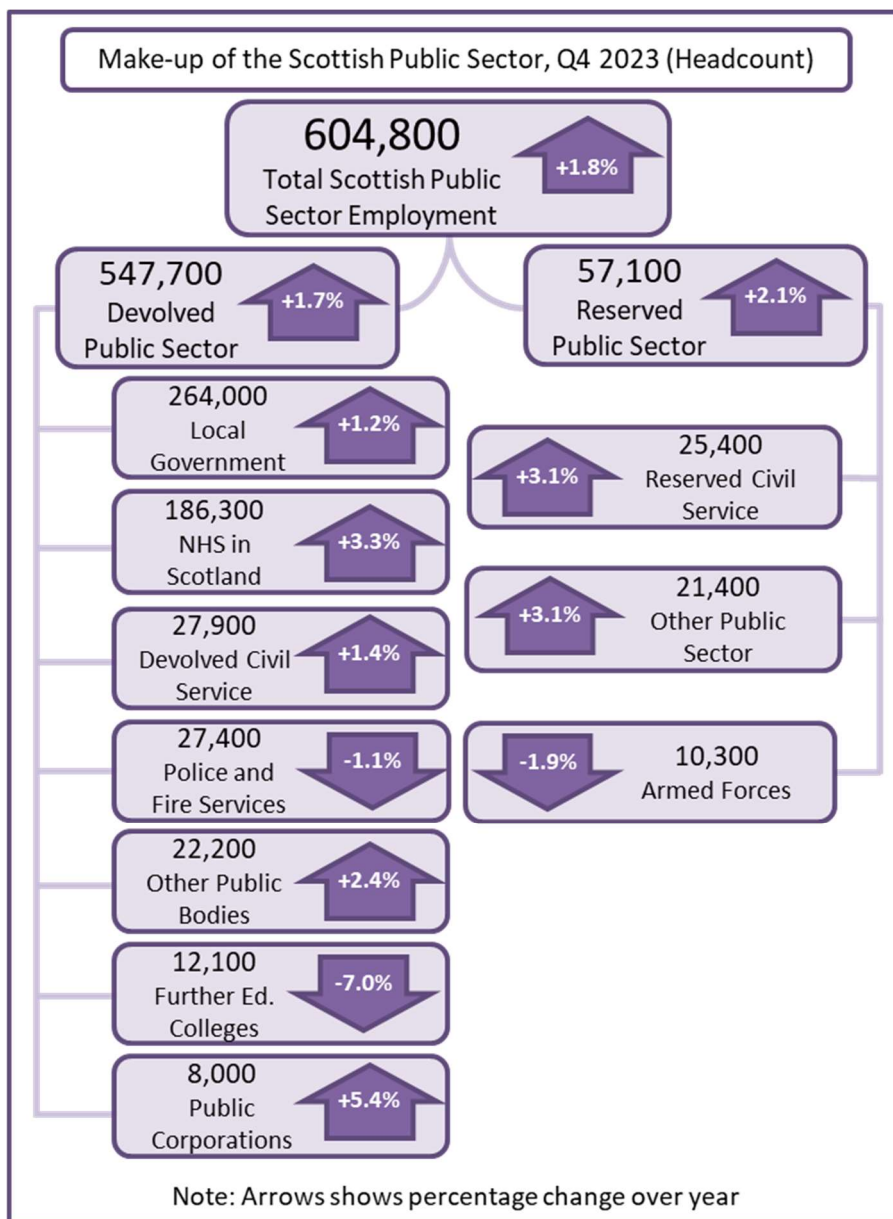 Make-up of the Scottish Public Sector, Q4 2023 (Headcount)
604,800
Total Scottish Public
Sector Employment
+1.8%
547,700
Devolved
Public Sector
+1.7%
57,100
Reserved
Public Sector
+2.1%
264,000
Local
Government
+1.2%
186,300
NHS in
Scotland
+3.3%
27,900
Devolved Civil
Service
+1.4%
27,400
Police and
Fire Services
-1.1%
22,200
Other Public
Bodies
+2.4%
12,100
Further Ed.
Colleges
-7.0%
8,000
Public
Corporations
+5.4%
+3.1%
25,400
Reserved Civil
Service
+3.1%
21,400
Other Public
Sector
-1.9%
10,300
Armed Forces
Note: Arrows shows percentage change over year